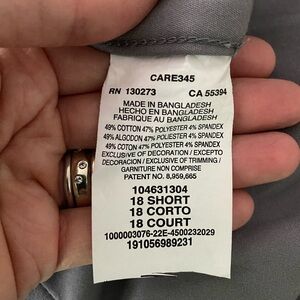 CARE345
RN 130273 CA 55394
MADE IN BANGLADESH
HECHO EN BANGLADESH
FABRIQUE AU BANGLADESH
49% COTTON 47% POLYESTER 4% SPANDEX
49% ALGODON 47% POLYESTER 4% SPANDEX
49% COTON 47% POLYESTER 4% SPANDEX
EXCLUSIVE OF DECORATION / EXCEPTO
DECORACION / EXCLUSIVE OF TRIMMING /
GARNITURE NON COMPRISE
PATENT NO. 8,959,665
104631304
18 SHORT
18 CORTO
18 COURT
1000003076-22E-4500232029
191056989231